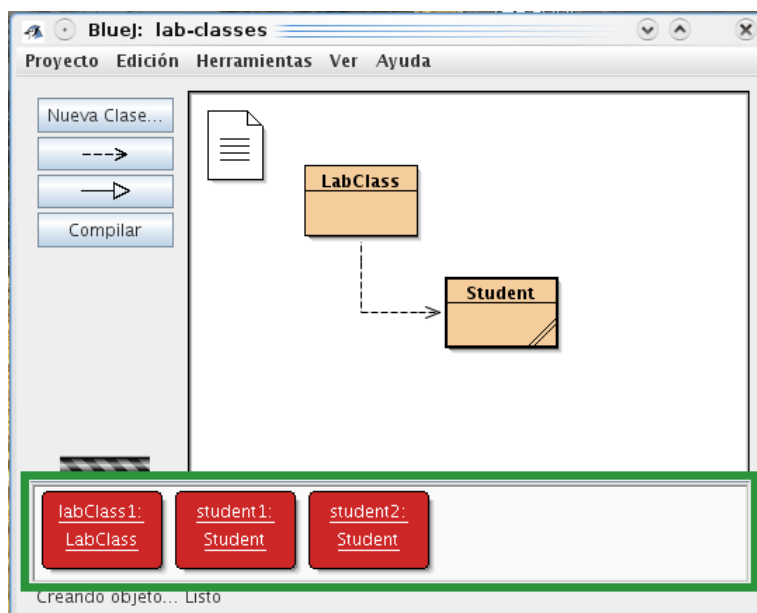 BlueJ: lab-classes
Proyecto Edición Herramientas Ver Ayuda
Nueva Clase...
Compilar
LabClass
Student
labClass1:
LabClass
student1:
Student
student2:
Student
Creando objeto... Listo